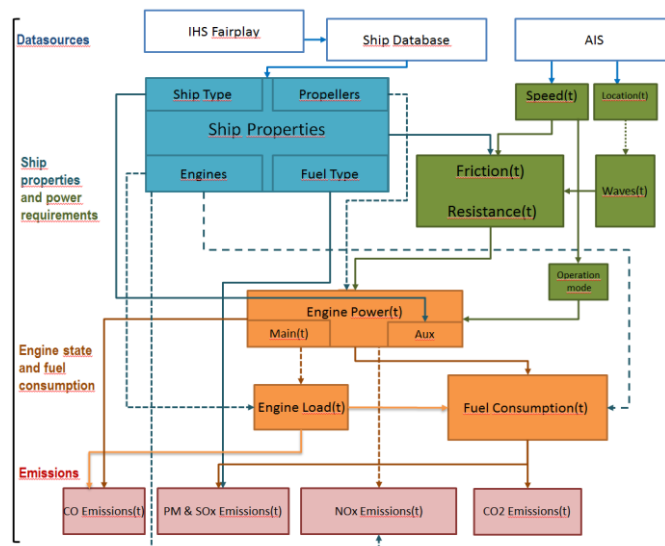 Datasources
IHS Fairplay
Ship Database
AIS
Ship Type
Propellers
Speed(t)
Location(t)
Ship Properties
Ship
properties
and power
requirements
Engines
Fuel Type
Friction(t)
Resistance(t)
Waves(t)
Operation
mode
Engine Power(t)
Main(t)
Aux
Engine state
and fuel
consumption
Engine Load(t)
Fuel Consumption(t)
Emissions
CO Emissions(t)
PM & SOx Emissions(t)
NOx Emissions(t)
CO2 Emissions(t)